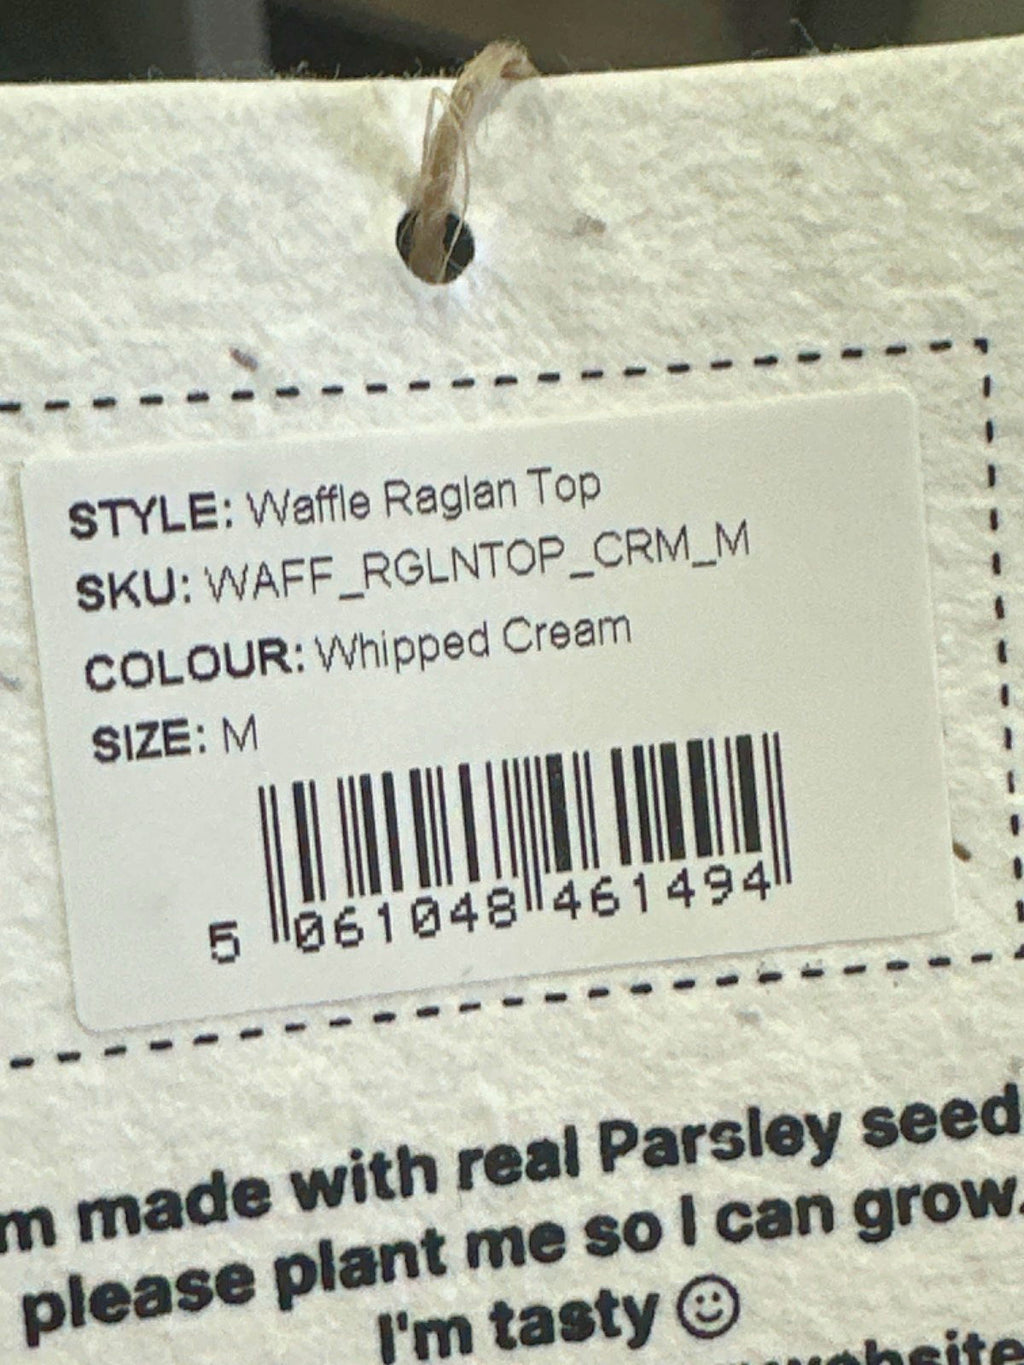 STYLE: Waffle Raglan Top
SKU: WAFF_RGLNTOP_CRM_M
COLOUR: Whipped Cream
SIZE: M
5 061048 461494
made with real Parsley seed
please plant me so I can grow.
I'm tasty ☺
website